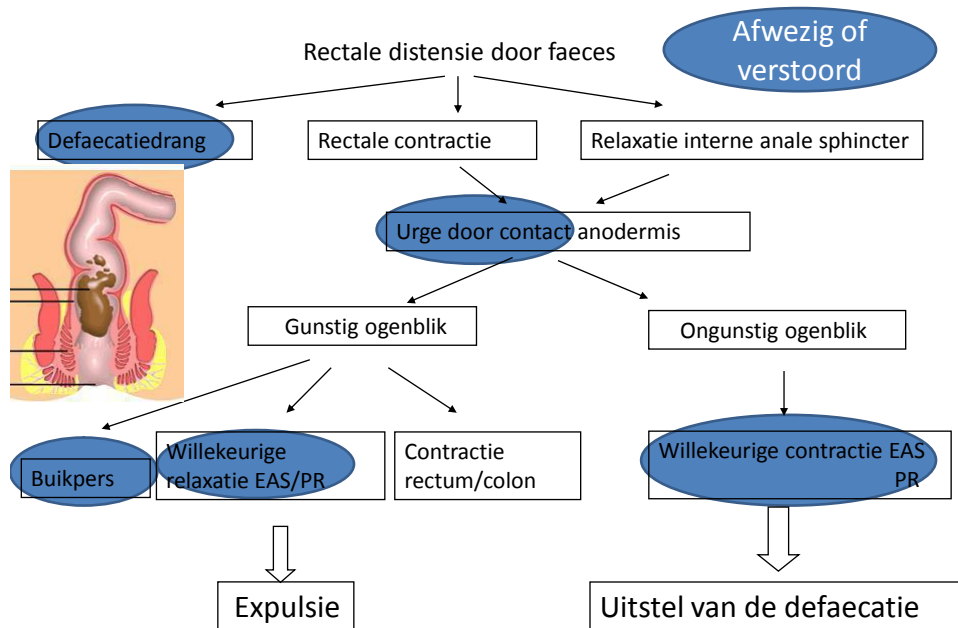 Rectale distensie door faeces
Afwezig of
verstoord
Defaecatiedrang
Rectale contractie
Relaxatie interne anale sphincter
Urge door contact anodermis
Gunstig ogenblik
Ongunstig ogenblik
Buikpers
Willekeurige
relaxatie EAS/PR
Contractie
rectum/colon
Willekeurige contractie EAS
PR
Expulsie
Uitstel van de defaecatie